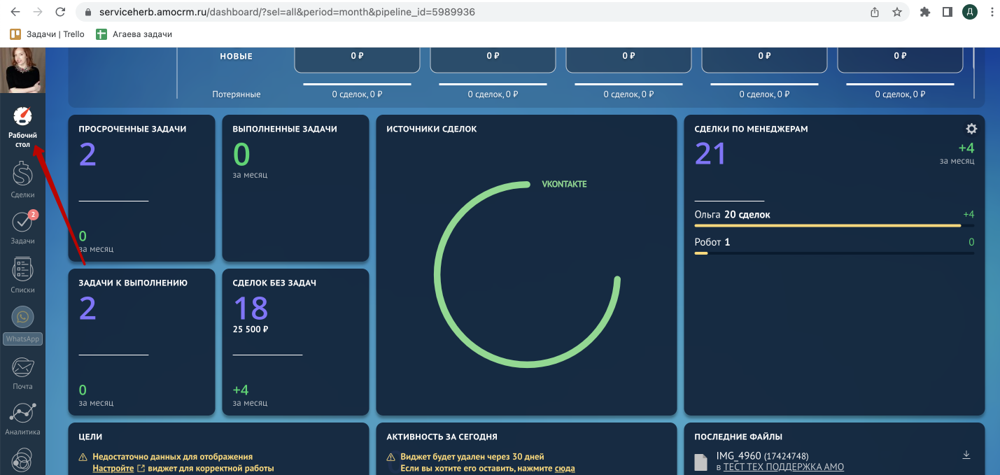 serviceherb.amocrm.ru/dashboard/?sel=all&period=month&pipeline_id=5989936
Д
Задачи | Trello
Агаева задачи
НОВЫЕ
0 ₽
0 ₽
0 ₽
0 ₽
0 ₽
Потерянные
0 сделок, 0 ₽
0 сделок, 0 ₽
0 сделок, 0 ₽
0 сделок, 0 ₽
0 сделок, 0 ₽
Рабочий
стол
Сделки
2
Задачи
Списки
WhatsApp
Почта
Аналитика
ПРОСРОЧЕННЫЕ ЗАДАЧИ
2
0
за месяц
ВЫПОЛНЕННЫЕ ЗАДАЧИ
0
за месяц
ИСТОЧНИКИ СДЕЛОК
VKONTAKTE
СДЕЛКИ ПО МЕНЕДЖЕРАМ
21
+4
за месяц
Ольга 20 сделок
+4
Робот 1
0
ЗАДАЧИ К ВЫПОЛНЕНИЮ
2
0
за месяц
СДЕЛОК БЕЗ ЗАДАЧ
18
25 500 ₽
+4
за месяц
ЦЕЛИ
Недостаточно данных для отображения
Настройте виджет для корректной работы
АКТИВНОСТЬ ЗА СЕГОДНЯ
Виджет будет удален через 30 дней
Если вы хотите его оставить, нажмите сюда
ПОСЛЕДНИЕ ФАЙЛЫ
IMG_4960 (17424748)
в ТЕСТ ТЕХ ПОДДЕРЖКА АМО